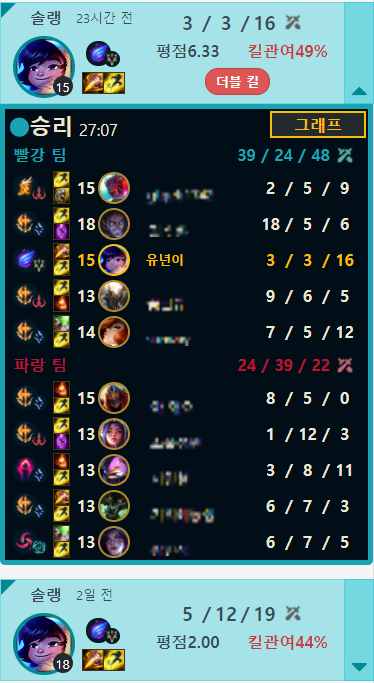 솔랭 23시간 전
3 / 3 / 16
15
평점6.33 킬관여49%
더블 킬
승리 27:07 그래프
빨강 팀 39 / 24 / 48
15 2 / 5 / 9
18 18 / 5 / 6
15 유년이 3 / 3 / 16
13 9 / 6 / 5
14 7 / 5 / 12
파랑 팀 24 / 39 / 22
15 8 / 5 / 0
13 1 / 12 / 3
13 3 / 8 / 11
13 6 / 7 / 3
13 6 / 7 / 5
솔랭 2일 전
5 / 12 / 19
18
평점2.00 킬관여44%